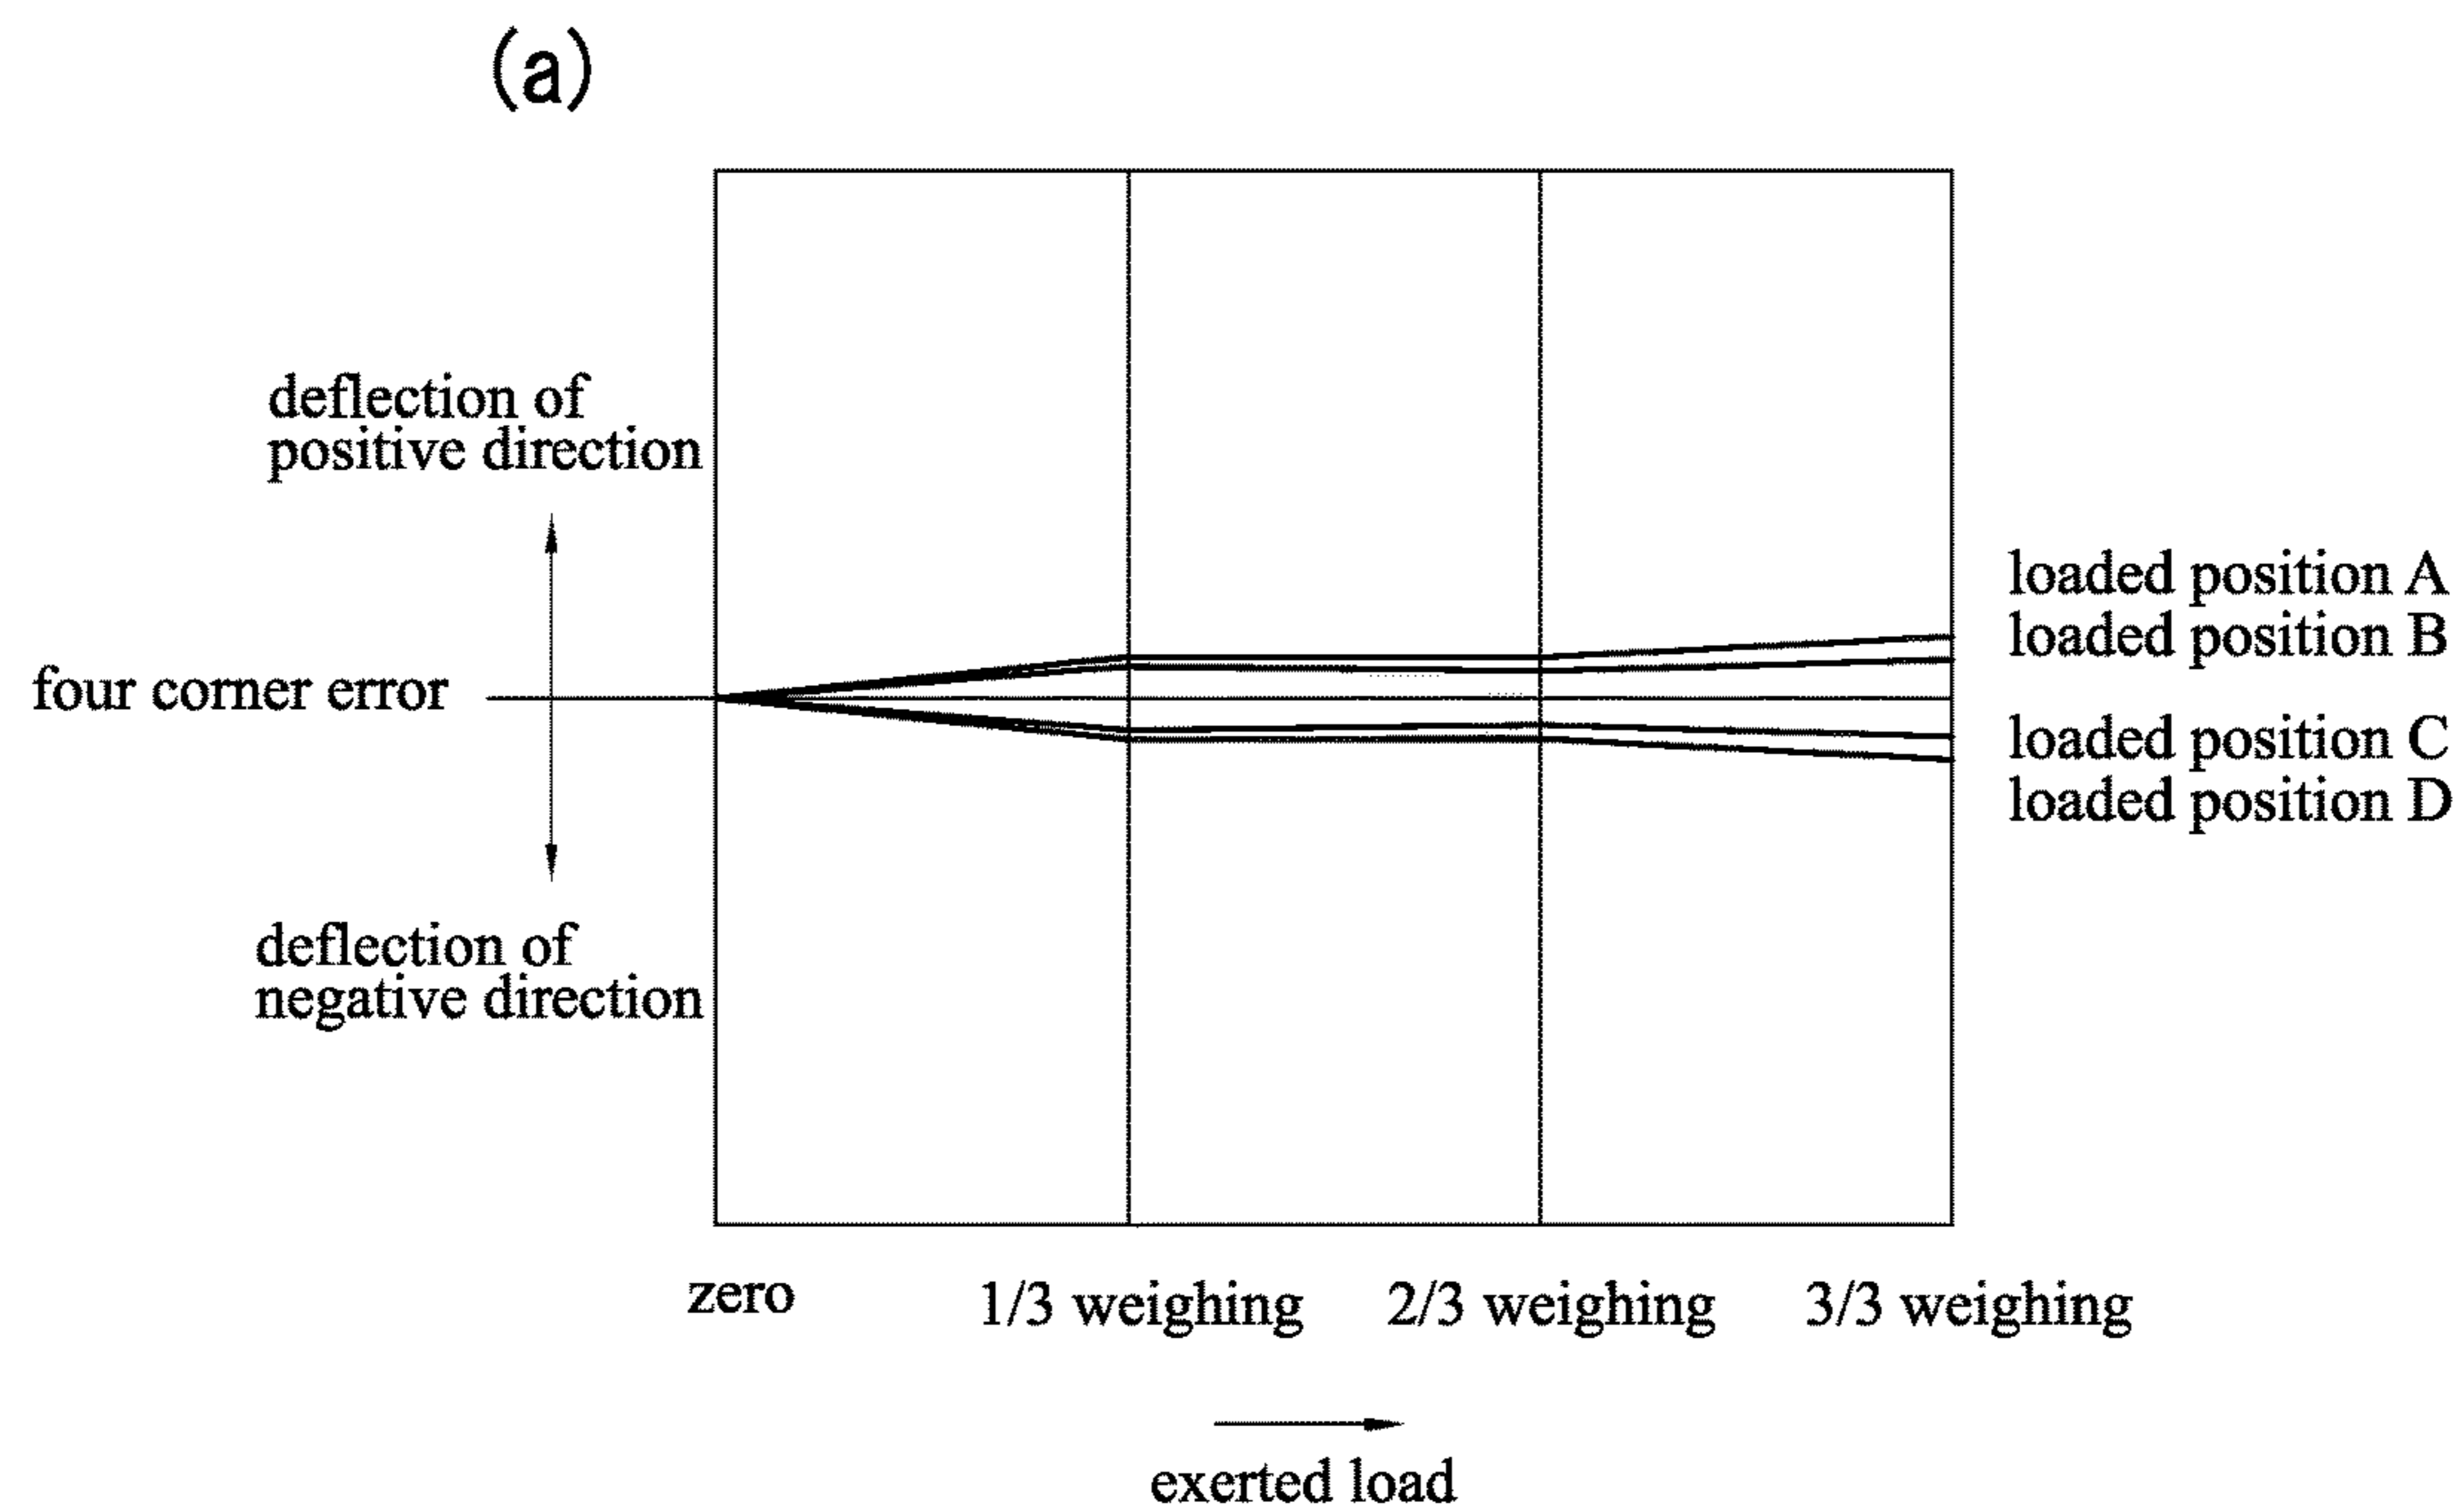 (a)
deflection of
positive direction
four corner error
deflection of
negative direction
loaded position A
loaded position B
loaded position C
loaded position D
zero
1/3 weighing
2/3 weighing
3/3 weighing
exerted load